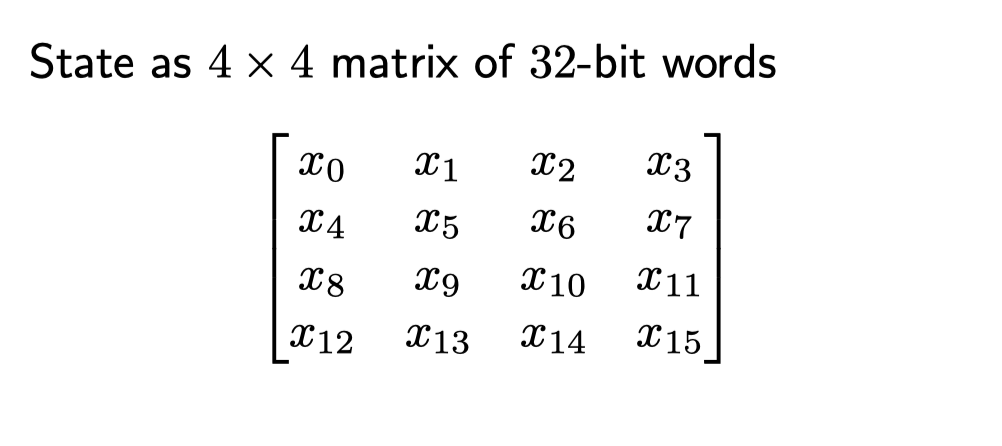 State as 4 × 4 matrix of 32-bit words
x₀ x₁ x₂ x₃
x₄ x₅ x₆ x₇
x₈ x₉ x₁₀ x₁₁
x₁₂ x₁₃ x₁₄ x₁₅